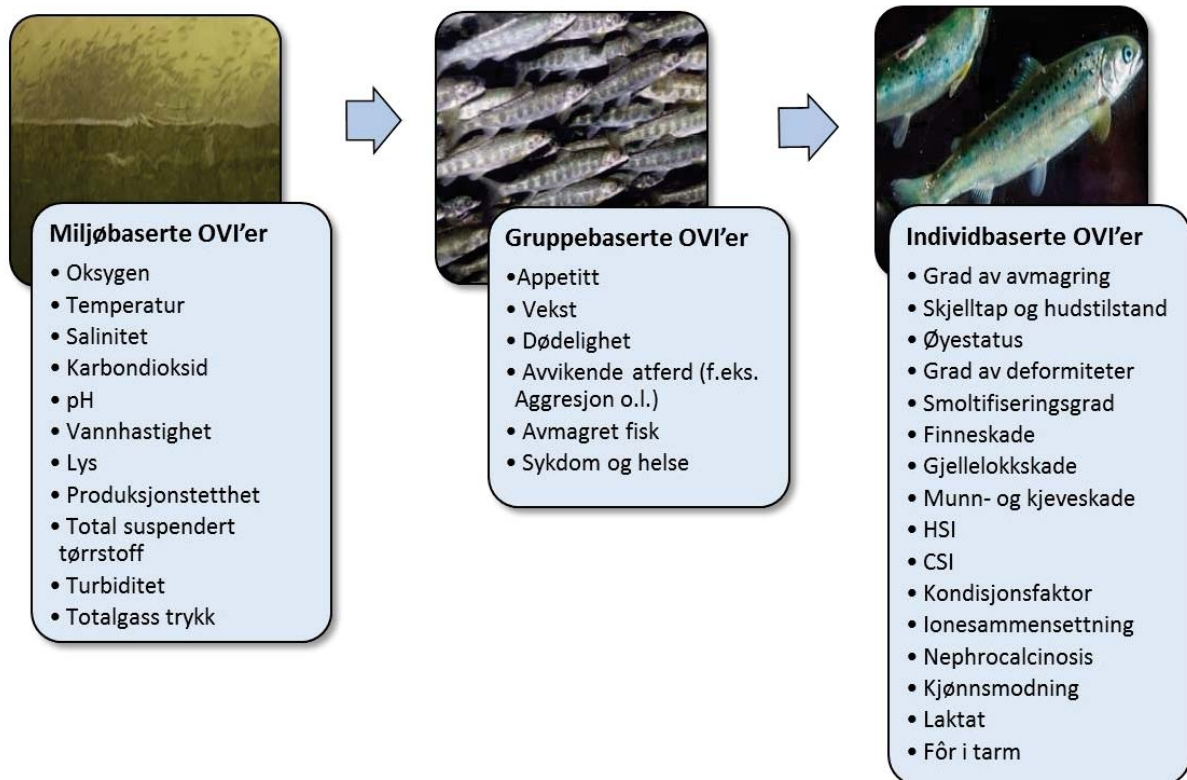 Miljøbaserte OVI’er
• Oksygen
• Temperatur
• Salinitet
• Karbondioksid
• pH
• Vannhastighet
• Lys
• Produksjonstetthet
• Total suspendert
tørrstoff
• Turbiditet
• Totalgass trykk
Gruppebaserte OVI’er
•Appetitt
• Vekst
• Dødelighet
• Avvikende atferd (f.eks.
Aggresjon o.l.)
• Avmagret fisk
• Sykdom og helse
Individbaserte OVI’er
• Grad av avmagring
• Skjelltap og hudstilstand
• Øyestatus
• Grad av deformiteter
• Smoltifiseringsgrad
• Finneskade
• Gjellelokkskade
• Munn- og kjeveskade
• HSI
• CSI
• Kondisjonsfaktor
• Ionesammensettning
• Nephrocalcinosis
• Kjønnsmodning
• Laktat
• Fôr i tarm